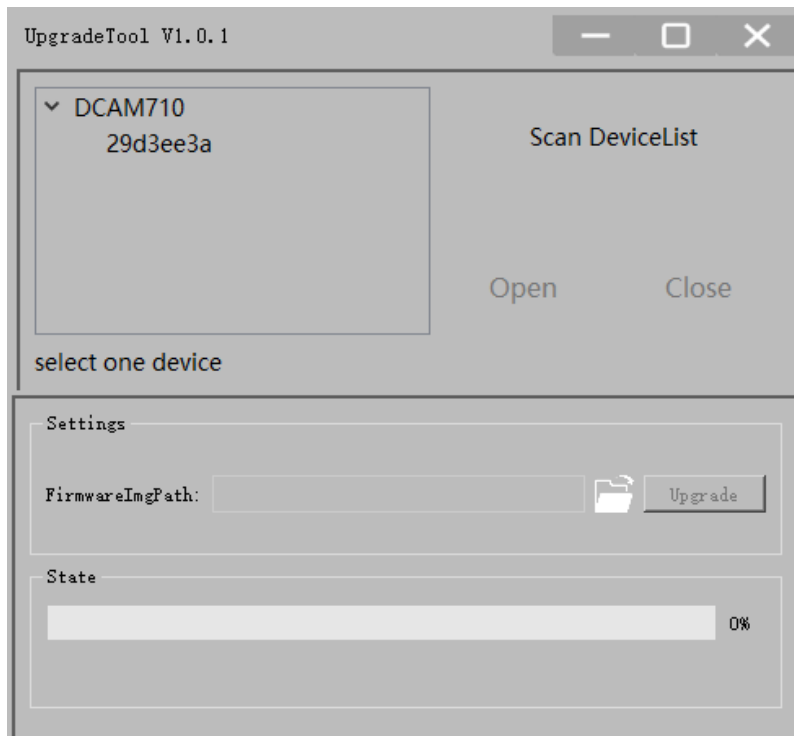 UpgradeTool V1.0.1
DCAM710
29d3ee3a
Scan DeviceList
Open Close
select one device
Settings
FirmwareImgPath: Upgrade
State
0%